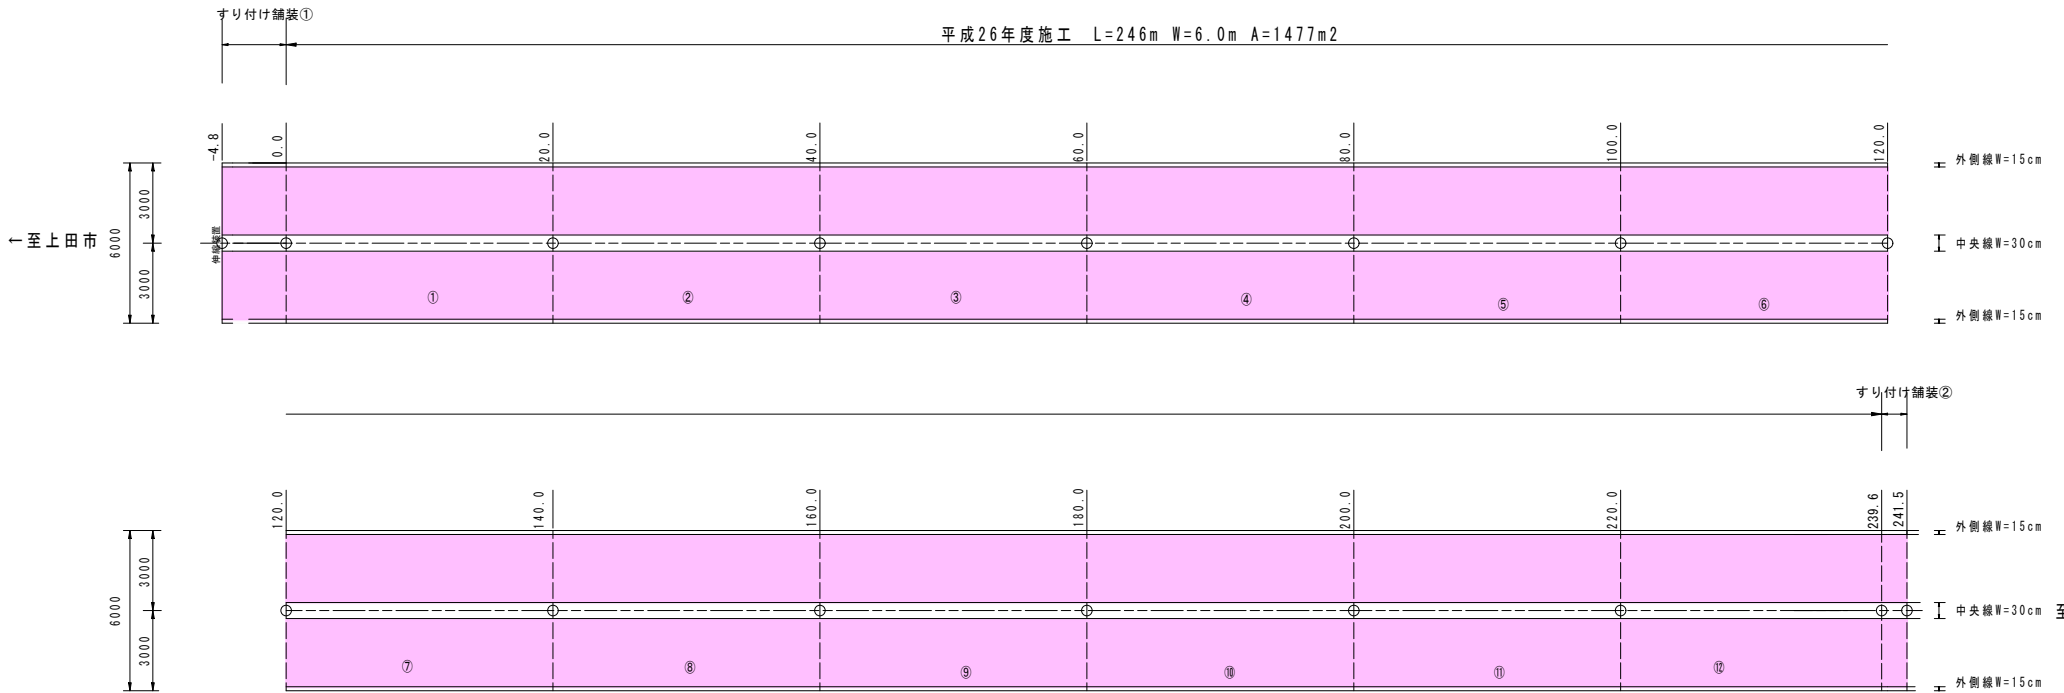 すり付け舗装①
平成26年度施工 L=246m W=6.0m A=1477m2
-4.8 0.0 20.0 40.0 60.0 80.0 100.0 120.0
外側線W=15cm
3000
←至上田市 6000 伸縮装置 中央線W=30cm
3000
① ② ③ ④ ⑤ ⑥
外側線W=15cm
すり付け舗装②
120.0 140.0 160.0 180.0 200.0 220.0 239.6 241.5
外側線W=15cm
3000
6000 中央線W=30cm 至
3000
⑦ ⑧ ⑨ ⑩ ⑪ ⑫
外側線W=15cm